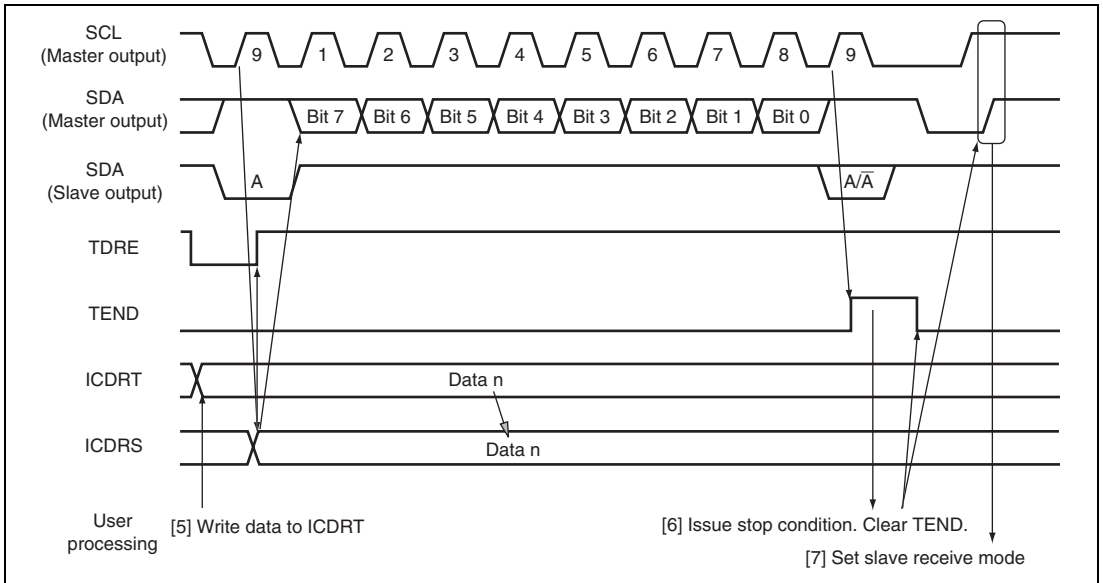 SCL
(Master output)
9 1 2 3 4 5 6 7 8 9
SDA
(Master output)
Bit 7 Bit 6 Bit 5 Bit 4 Bit 3 Bit 2 Bit 1 Bit 0
SDA
(Slave output)
A A/A̅
TDRE
TEND
ICDRT
Data n
ICDRS
Data n
User
processing
[5] Write data to ICDRT
[6] Issue stop condition. Clear TEND.
[7] Set slave receive mode